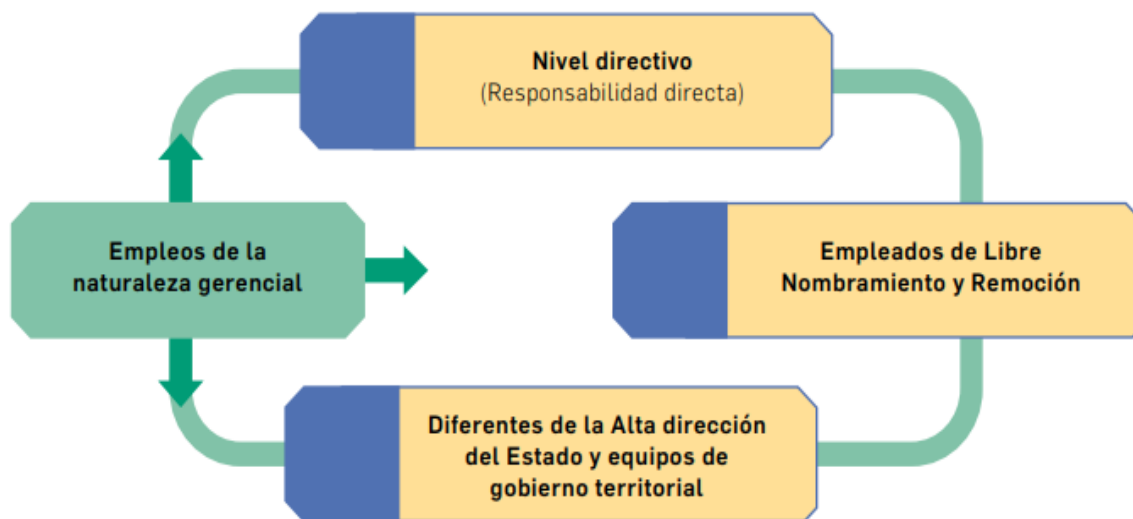 Nivel directivo
(Responsabilidad directa)
Empleos de la
naturaleza gerencial
Empleados de Libre
Nombramiento y Remoción
Diferentes de la Alta dirección
del Estado y equipos de
gobierno territorial